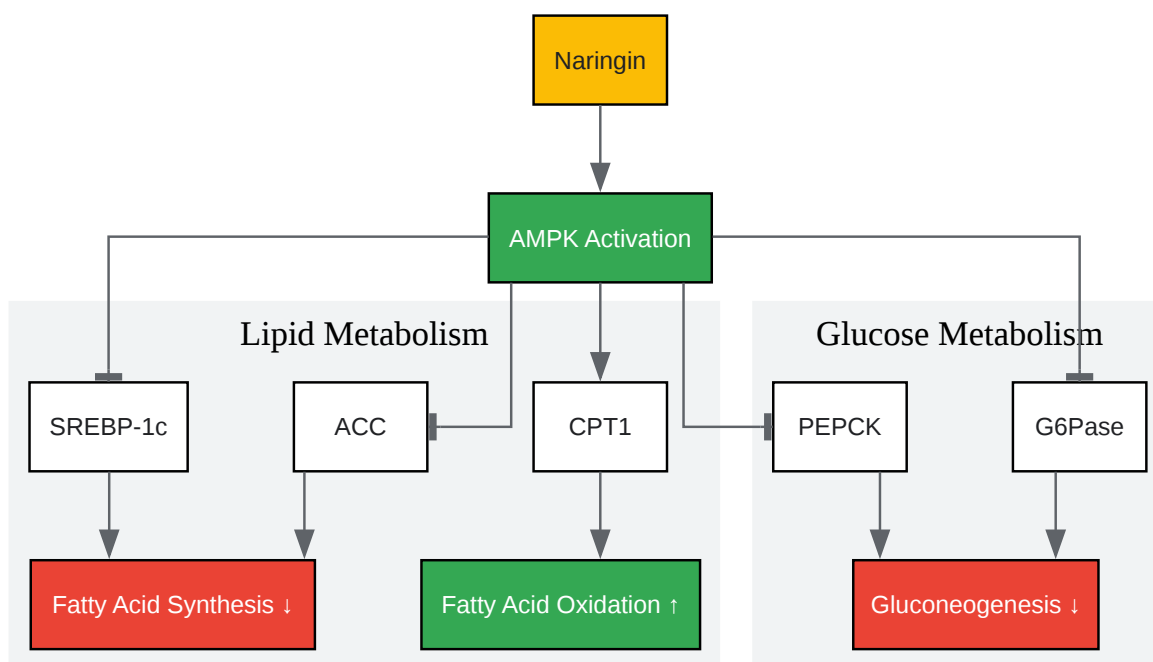 Naringin
AMPK Activation
Lipid Metabolism
Glucose Metabolism
SREBP-1c
ACC
CPT1
PEPCK
G6Pase
Fatty Acid Synthesis ↓
Fatty Acid Oxidation ↑
Gluconeogenesis ↓